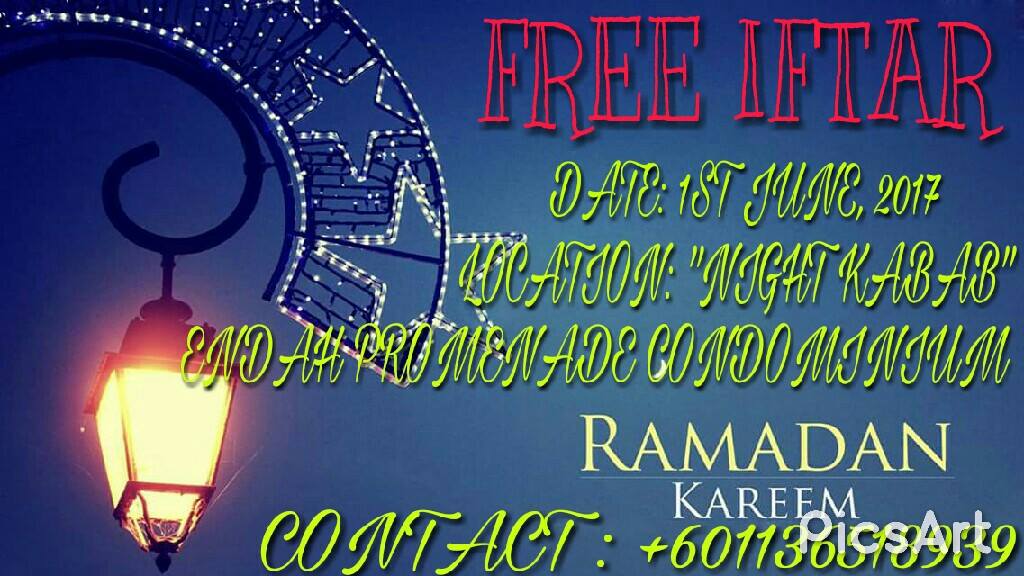 FREE IFTAR
DATE: 1ST JUNE, 2017
LOCATION: "NIGHT KABAB"
ENDAH PROMENADE CONDOMINIUM
RAMADAN
KAREEM
PicsArt
CONTACT :